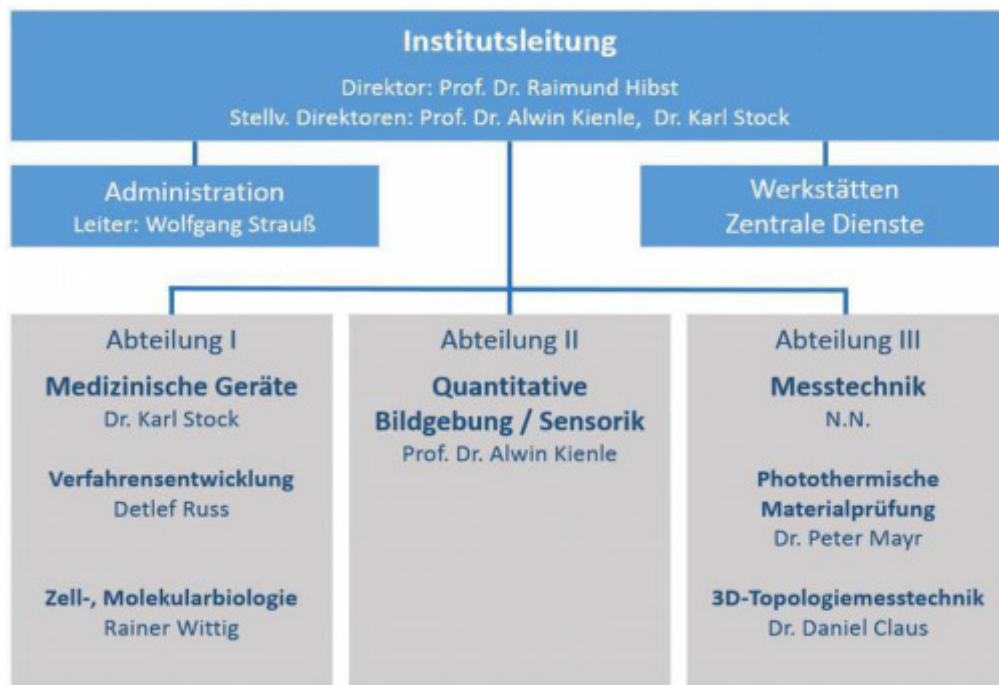 Institutsleitung
Direktor: Prof. Dr. Raimund Hibst
Stellv. Direktoren: Prof. Dr. Alwin Kienle, Dr. Karl Stock
Administration
Leiter: Wolfgang Strauß
Werkstätten
Zentrale Dienste
Abteilung I
Medizinische Geräte
Dr. Karl Stock
Verfahrensentwicklung
Detlef Russ
Zell-, Molekularbiologie
Rainer Wittig
Abteilung II
Quantitative
Bildgebung / Sensorik
Prof. Dr. Alwin Kienle
Abteilung III
Messtechnik
N.N.
Photothermische
Materialprüfung
Dr. Peter Mayr
3D-Topologiemesstechnik
Dr. Daniel Claus